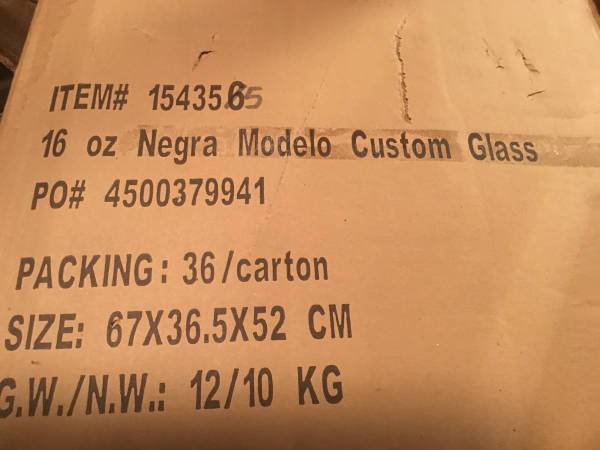 ITEM# 1543565
16 oz Negra Modelo Custom Glass
PO# 4500379941
PACKING: 36/carton
SIZE: 67X36.5X52 CM
G.W./N.W.: 12/10 KG